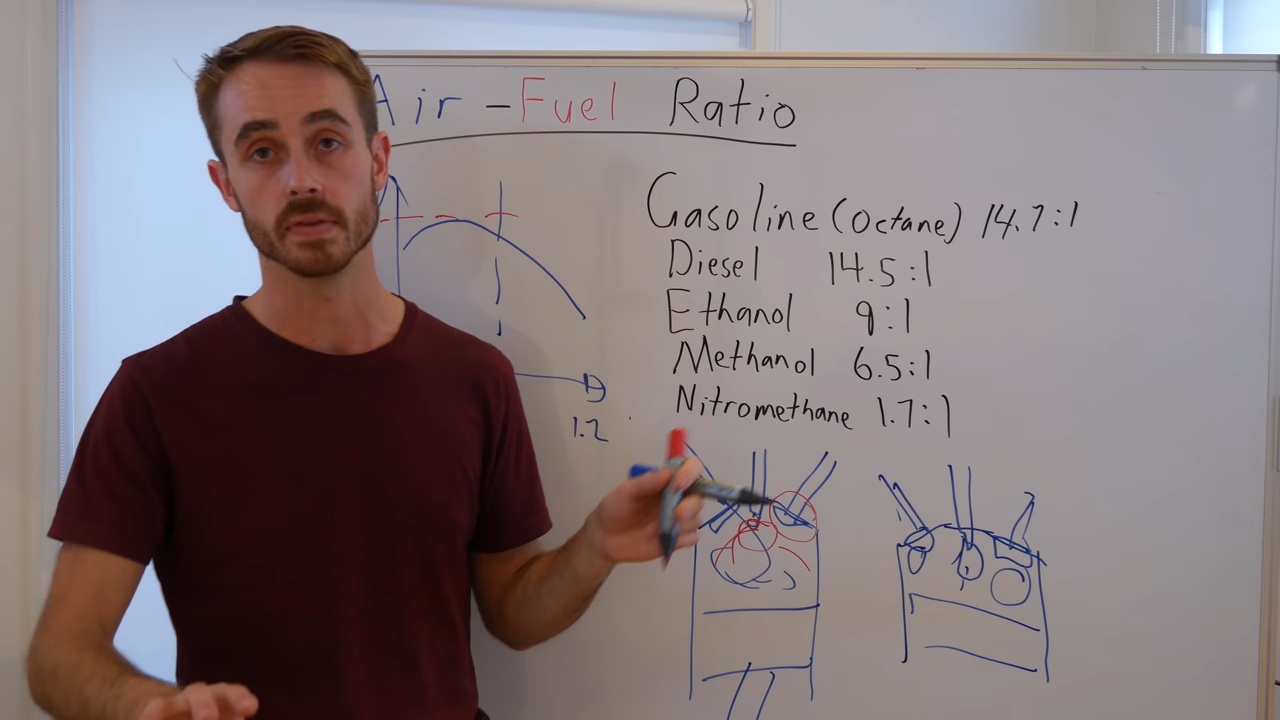 Air - Fuel Ratio
Gasoline (Octane) 14.7:1
Diesel 14.5:1
Ethanol 9:1
Methanol 6.5:1
Nitromethane 1.7:1
1.2